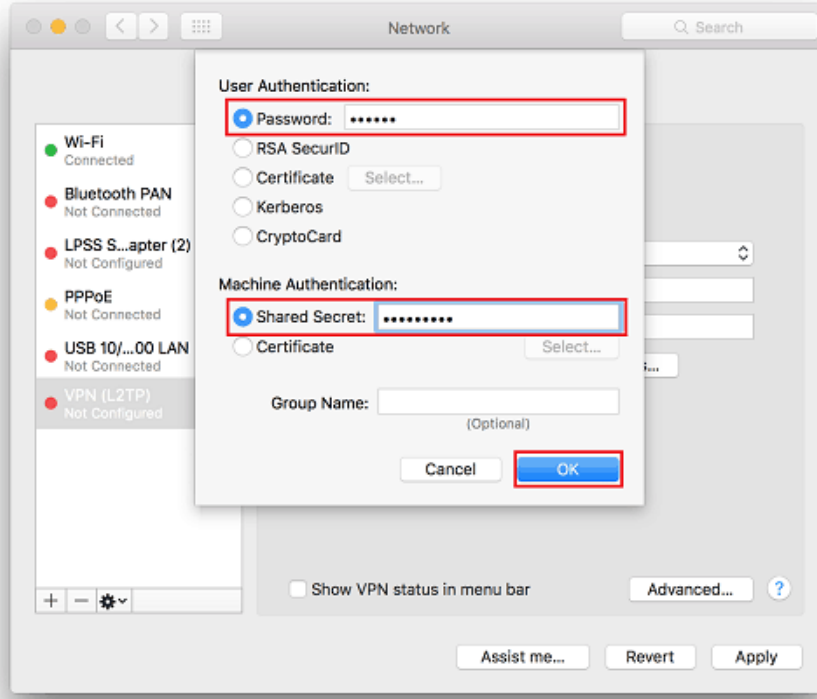 Network
Search
User Authentication:
Password: ••••••
RSA SecurID
Certificate Select...
Kerberos
CryptoCard
Machine Authentication:
Shared Secret: •••••••••
Certificate Select...
Group Name:
(Optional)
Cancel OK
Wi-Fi
Connected
Bluetooth PAN
Not Connected
LPSS S...apter (2)
Not Configured
PPPoE
Not Connected
USB 10/...00 LAN
Not Connected
VPN (L2TP)
Not Configured
Show VPN status in menu bar
Advanced... ?
Assist me... Revert Apply